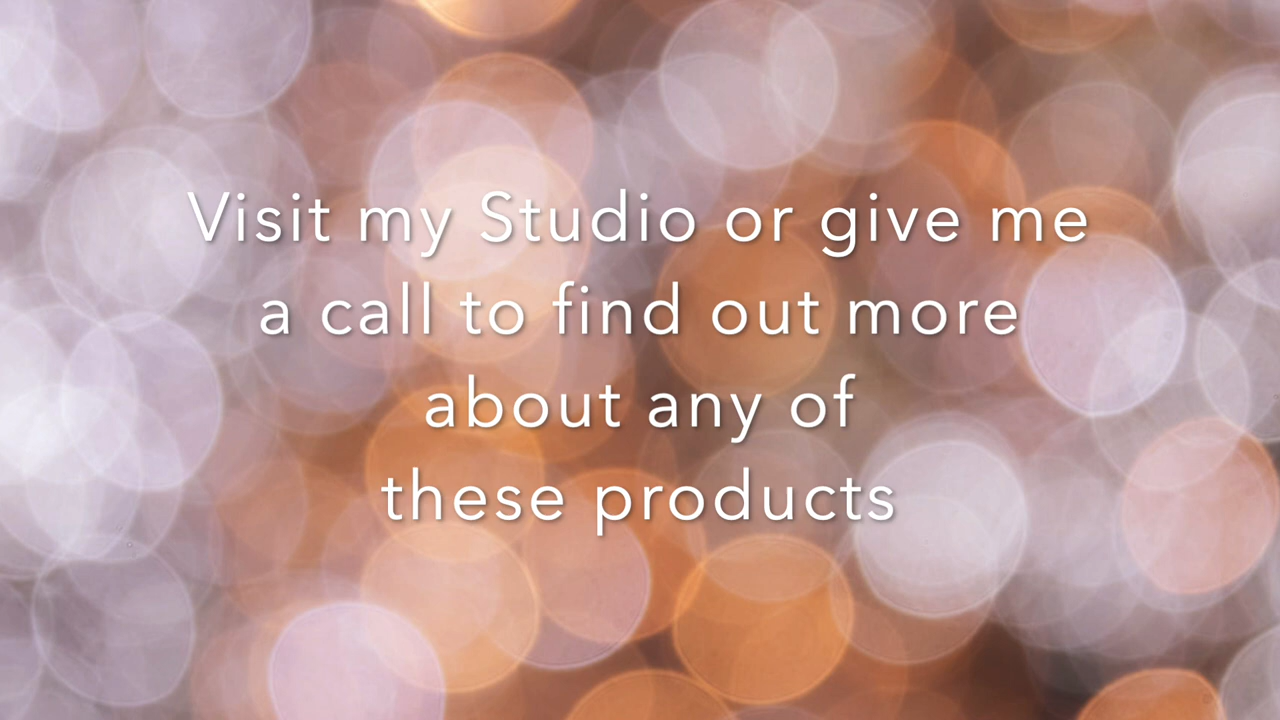 Visit my Studio or give me
a call to find out more
about any of
these products